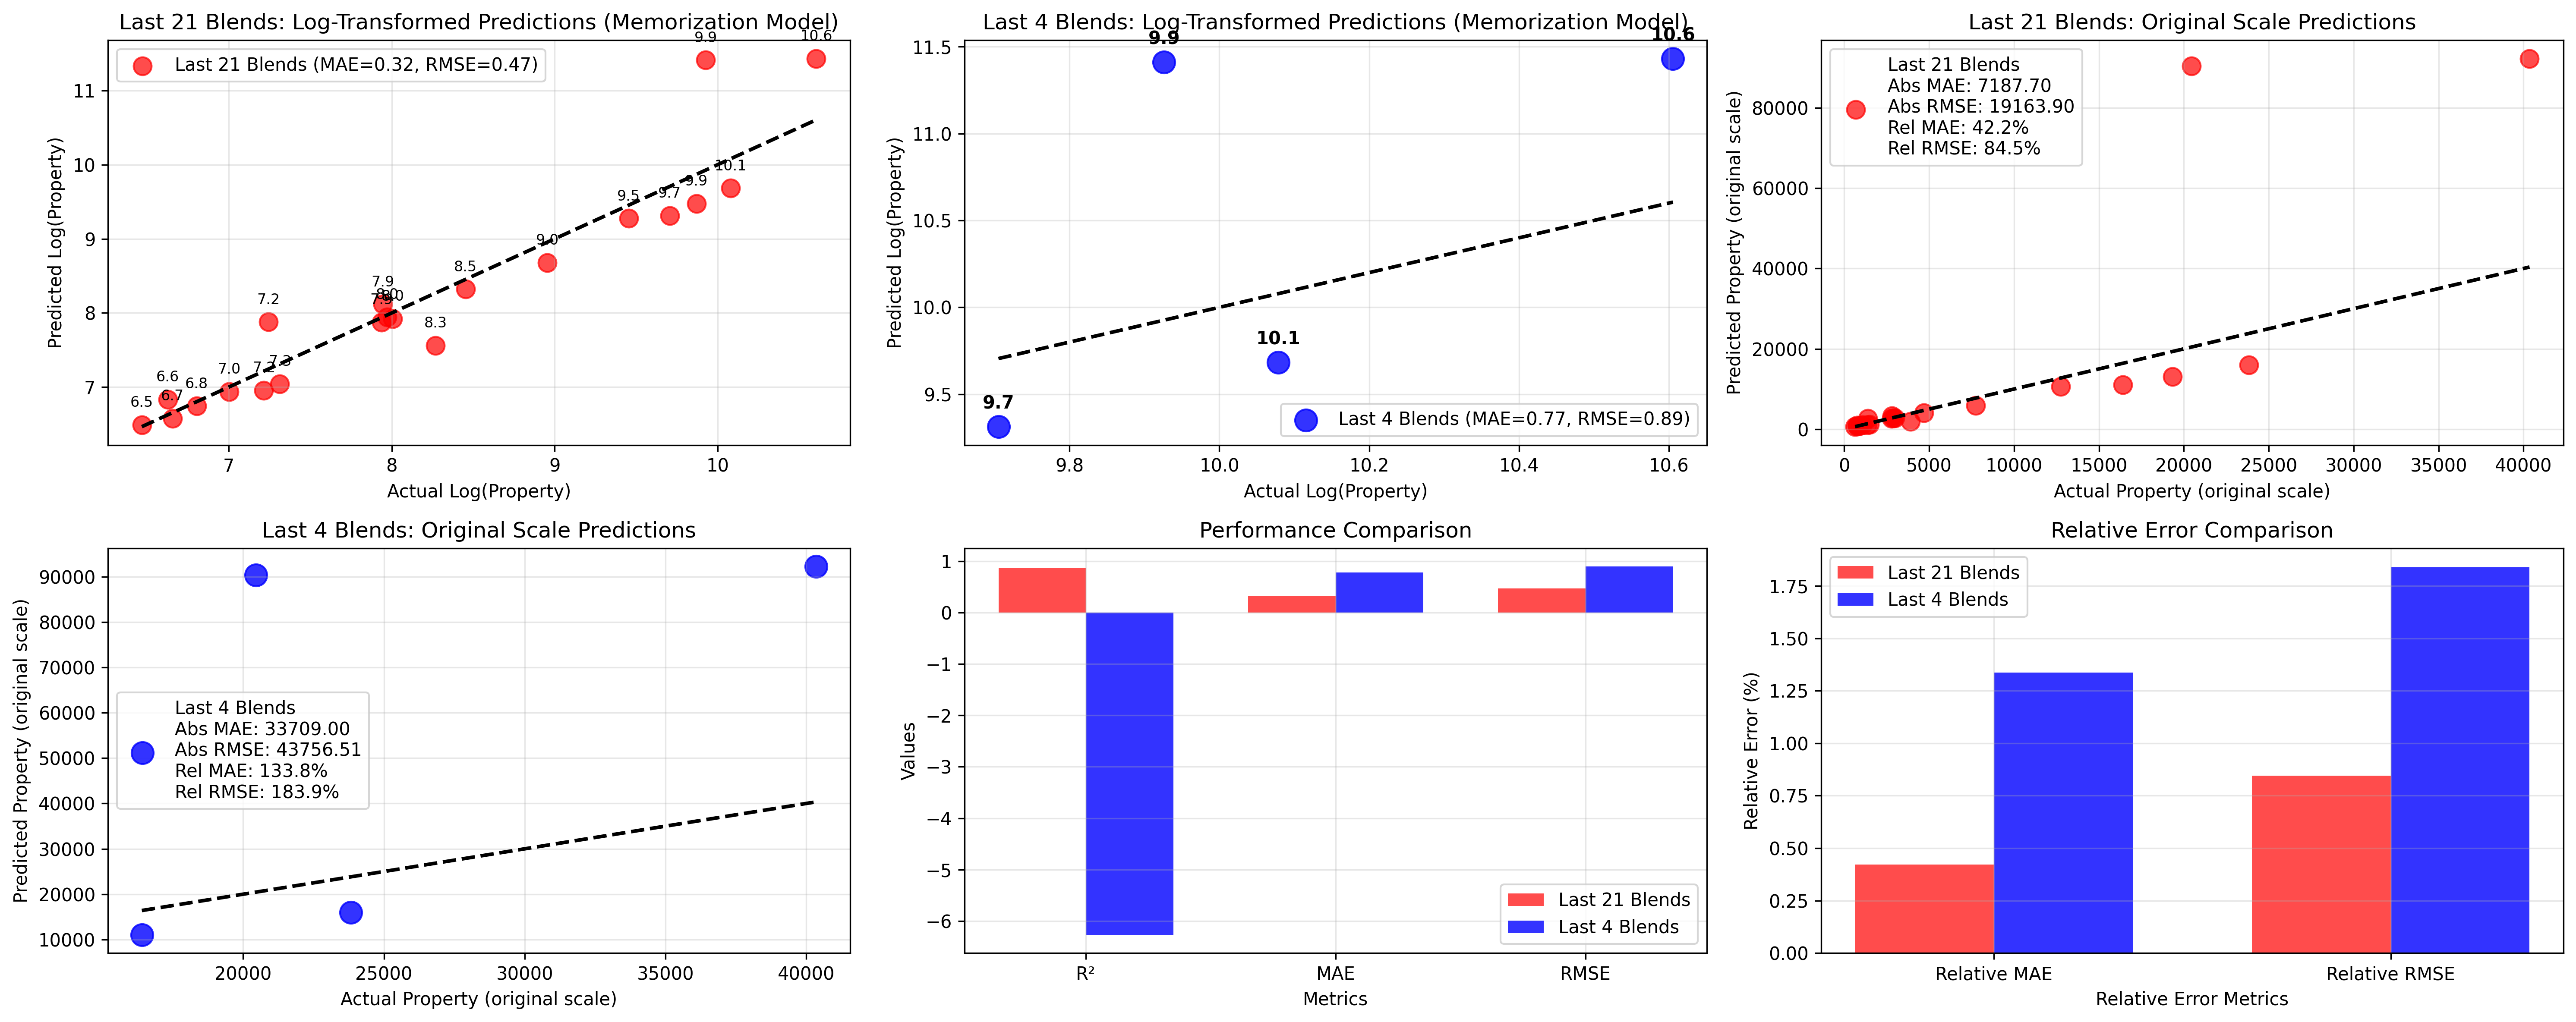 Last 21 Blends: Log-Transformed Predictions (Memorization Model)
Last 21 Blends (MAE=0.32, RMSE=0.47)
9.9
10.6
10.1
9.9
9.7
9.5
9.0
8.5
8.3
7.9
8.0
7.9
8.0
7.2
7.3
7.2
7.0
6.8
6.6
6.7
6.5
11
10
9
8
7
7
8
9
10
Predicted Log(Property)
Actual Log(Property)
Last 4 Blends: Log-Transformed Predictions (Memorization Model)
9.9
10.6
10.1
9.7
Last 4 Blends (MAE=0.77, RMSE=0.89)
11.5
11.0
10.5
10.0
9.5
9.8
10.0
10.2
10.4
10.6
Predicted Log(Property)
Actual Log(Property)
Last 21 Blends: Original Scale Predictions
Last 21 Blends
Abs MAE: 7187.70
Abs RMSE: 19163.90
Rel MAE: 42.2%
Rel RMSE: 84.5%
80000
60000
40000
20000
0
0
5000
10000
15000
20000
25000
30000
35000
40000
Predicted Property (original scale)
Actual Property (original scale)
Last 4 Blends: Original Scale Predictions
Last 4 Blends
Abs MAE: 33709.00
Abs RMSE: 43756.51
Rel MAE: 133.8%
Rel RMSE: 183.9%
90000
80000
70000
60000
50000
40000
30000
20000
10000
20000
25000
30000
35000
40000
Predicted Property (original scale)
Actual Property (original scale)
Performance Comparison
1
0
−1
−2
−3
−4
−5
−6
Values
Last 21 Blends
Last 4 Blends
R²
MAE
RMSE
Metrics
Relative Error Comparison
Last 21 Blends
Last 4 Blends
1.75
1.50
1.25
1.00
0.75
0.50
0.25
0.00
Relative Error (%)
Relative MAE
Relative RMSE
Relative Error Metrics